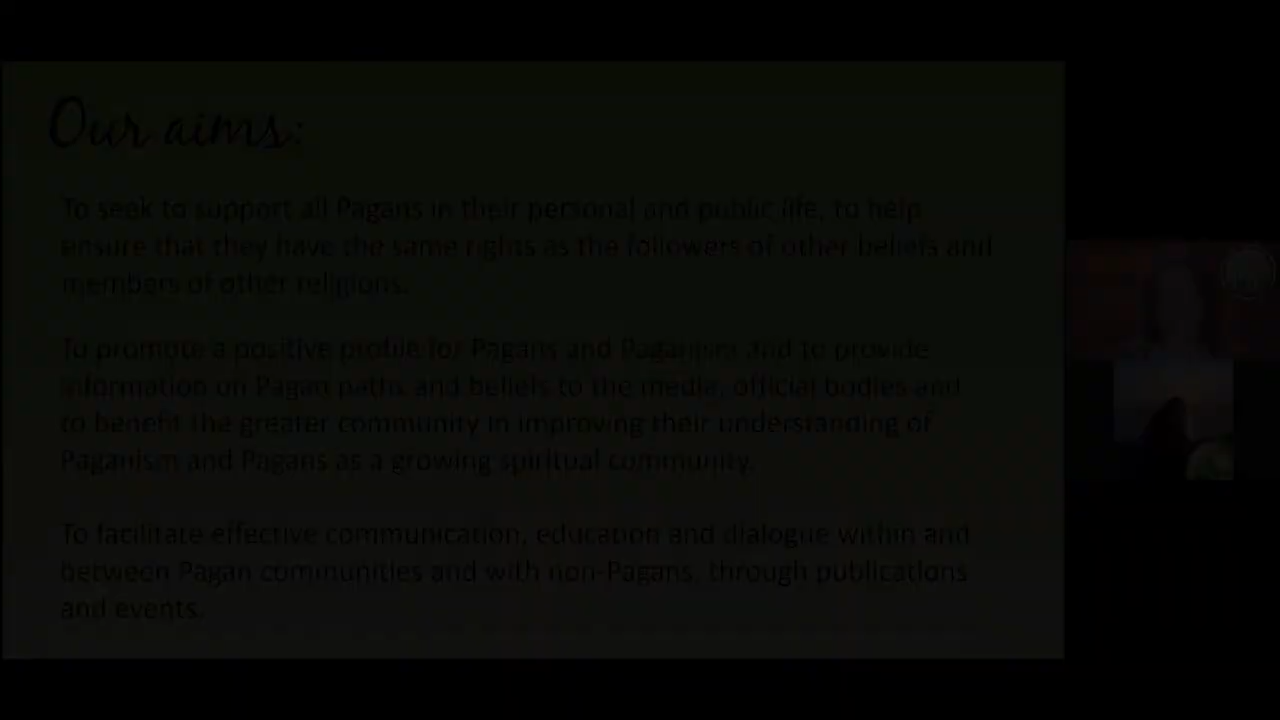 Our aims:
To seek to support all Pagans in their personal and public life, to help
ensure that they have the same rights as the followers of other beliefs and
members of other religions.
To promote a positive profile for Pagans and Paganism and to provide
information on Pagan paths and beliefs to the media, official bodies and
to benefit the greater community in improving their understanding of
Paganism and Pagans as a growing spiritual community.
To facilitate effective communication, education and dialogue within and
between Pagan communities and with non-Pagans, through publications
and events.